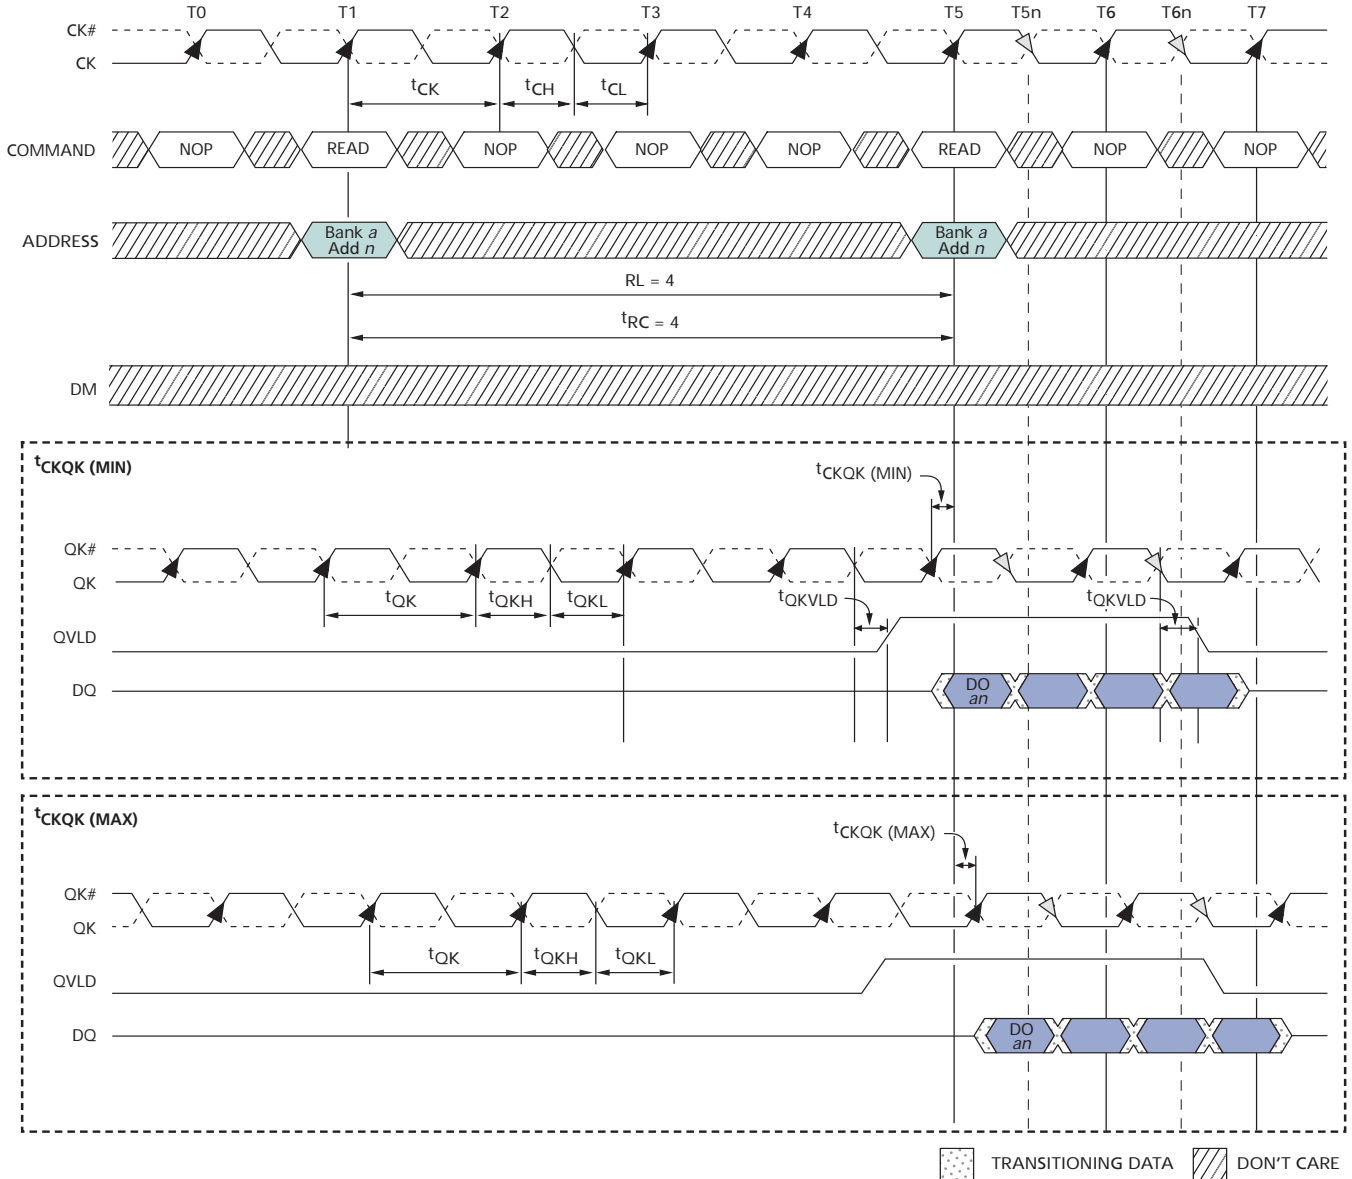 T0 T1 T2 T3 T4 T5 T5n T6 T6n T7
CK#
CK
tCK tCH tCL
COMMAND NOP READ NOP NOP NOP READ NOP NOP
ADDRESS Bank a Add n Bank a Add n
RL = 4
tRC = 4
DM
tCKQK (MIN)
tCKQK (MIN)
QK#
QK
tQK tQKH tQKL tQKVLD tQKVLD
QVLD
DQ DO an
tCKQK (MAX)
tCKQK (MAX)
QK#
QK
tQK tQKH tQKL
QVLD
DQ DO an
TRANSITIONING DATA DON'T CARE